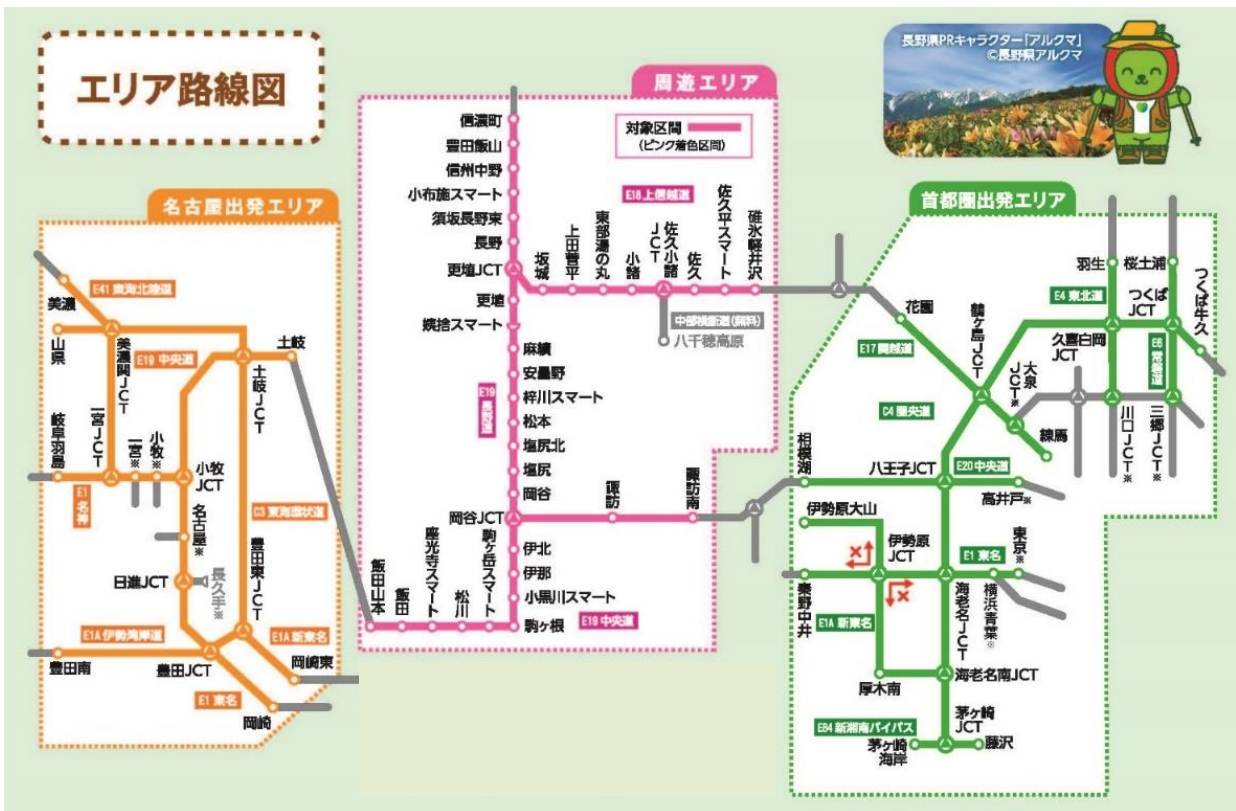 エリア路線図
長野県PRキャラクター「アルクマ」
©長野県アルクマ
名古屋出発エリア
E41 東海北陸道
美濃
山県
美濃関JCT
E19 中央道
土岐JCT
土岐
岐阜羽島
一宮JCT
一宮※
小牧※
小牧JCT
E1 名神
名古屋※
C3 東海環状道
日進JCT
長久手※
豊田東JCT
E1A 伊勢湾岸道
E1A 新東名
豊田南
豊田JCT
岡崎東
E1 東名
岡崎
周遊エリア
対象区間
(ピンク着色区間)
信濃町
豊田飯山
信州中野
小布施スマート
須坂長野東
長野
更埴JCT
E18 上信越道
坂城
上田菅平
東部湯の丸
小諸
佐久小諸JCT
佐久
佐久平スマート
碓氷軽井沢
中部横断道(無料)
八千穂高原
更埴
姨捨スマート
麻績
安曇野
梓川スマート
E19 長野道
松本
塩尻北
塩尻
岡谷
岡谷JCT
諏訪
諏訪南
伊北
伊那
小黒川スマート
駒ヶ根
E19 中央道
飯田山本
飯田
座光寺スマート
松川
駒ヶ岳スマート
首都圏出発エリア
羽生
桜土浦
E4 東北道
つくばJCT
つくば牛久
花園
鶴ヶ島JCT
久喜白岡JCT
E6 常磐道
E17 関越道
大泉JCT※
C4 圏央道
練馬
川口JCT※
三郷JCT※
相模湖
八王子JCT
E20 中央道
高井戸※
伊勢原大山
伊勢原JCT
E1 東名
東京※
秦野中井
E1A 新東名
海老名JCT
横浜青葉※
厚木南
海老名南JCT
E84 新湘南バイパス
茅ヶ崎JCT
茅ヶ崎海岸
藤沢